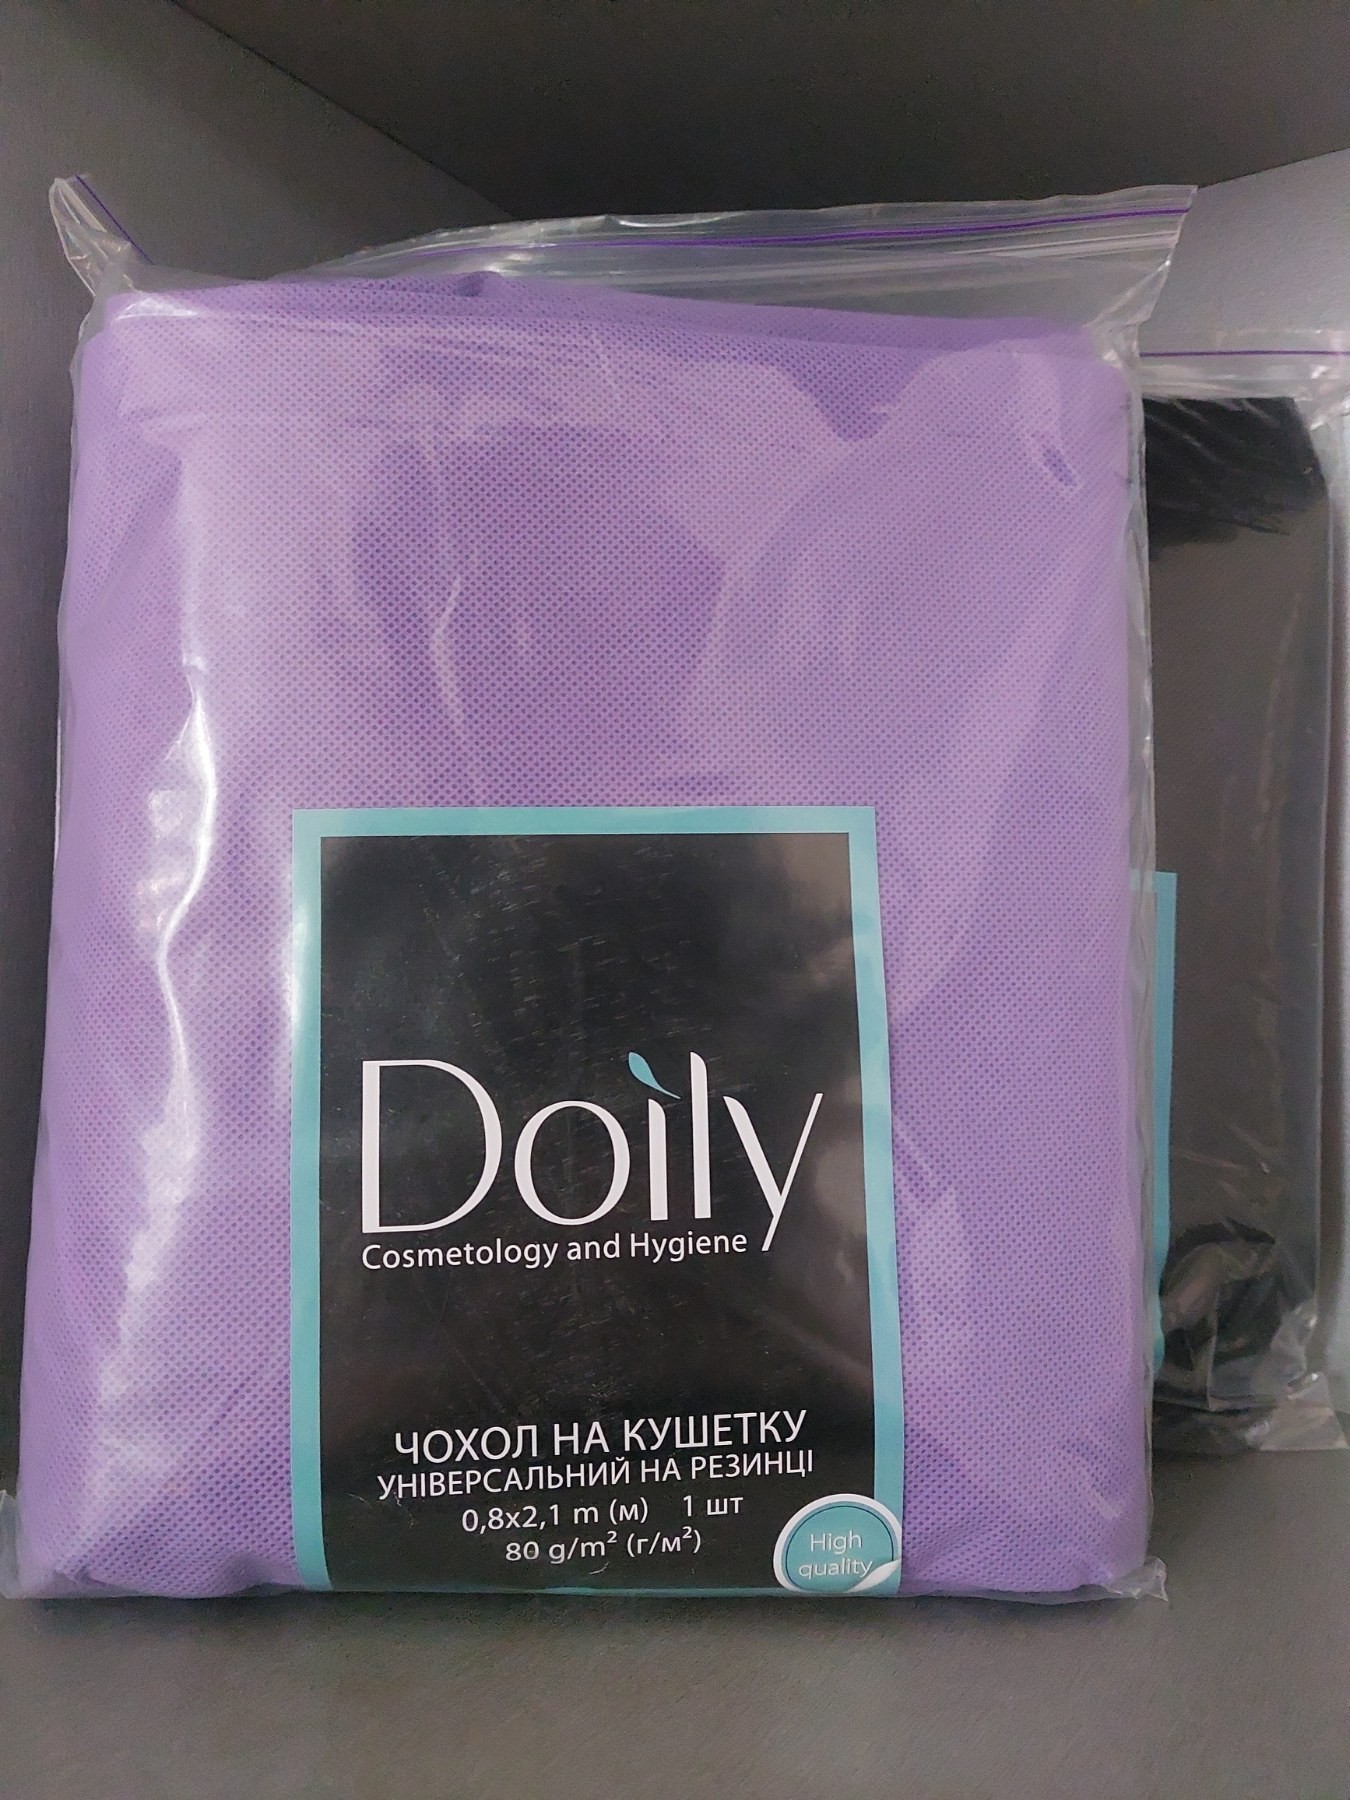 Doily
Cosmetology and Hygiene
ЧОХОЛ НА КУШЕТКУ
УНІВЕРСАЛЬНИЙ НА РЕЗИНЦІ
0,8x2,1 m (м) 1 шт
80 g/m² (г/м²)
High
quality